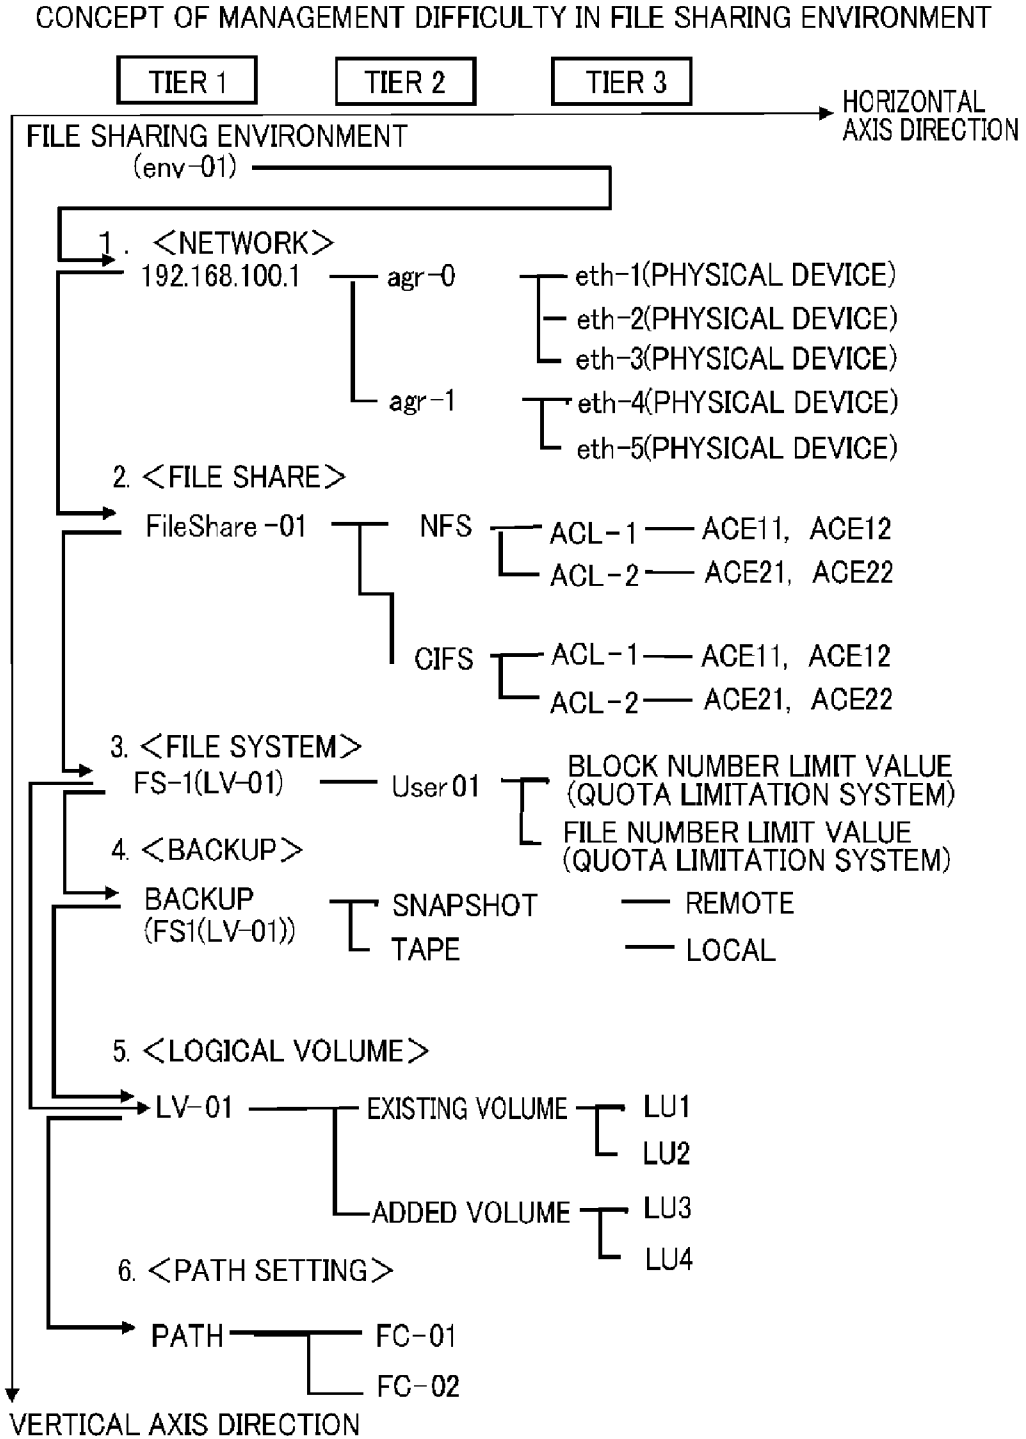 CONCEPT OF MANAGEMENT DIFFICULTY IN FILE SHARING ENVIRONMENT
TIER 1 TIER 2 TIER 3
HORIZONTAL
AXIS DIRECTION
FILE SHARING ENVIRONMENT
(env-01)
1. <NETWORK>
192.168.100.1 agr-0 eth-1(PHYSICAL DEVICE)
eth-2(PHYSICAL DEVICE)
eth-3(PHYSICAL DEVICE)
agr-1 eth-4(PHYSICAL DEVICE)
eth-5(PHYSICAL DEVICE)
2. <FILE SHARE>
FileShare-01 NFS ACL-1 ACE11, ACE12
ACL-2 ACE21, ACE22
CIFS ACL-1 ACE11, ACE12
ACL-2 ACE21, ACE22
3. <FILE SYSTEM>
FS-1(LV-01) User01 BLOCK NUMBER LIMIT VALUE
(QUOTA LIMITATION SYSTEM)
FILE NUMBER LIMIT VALUE
(QUOTA LIMITATION SYSTEM)
4. <BACKUP>
BACKUP SNAPSHOT REMOTE
(FS1(LV-01))
TAPE LOCAL
5. <LOGICAL VOLUME>
LV-01 EXISTING VOLUME LU1
LU2
ADDED VOLUME LU3
LU4
6. <PATH SETTING>
PATH FC-01
FC-02
VERTICAL AXIS DIRECTION